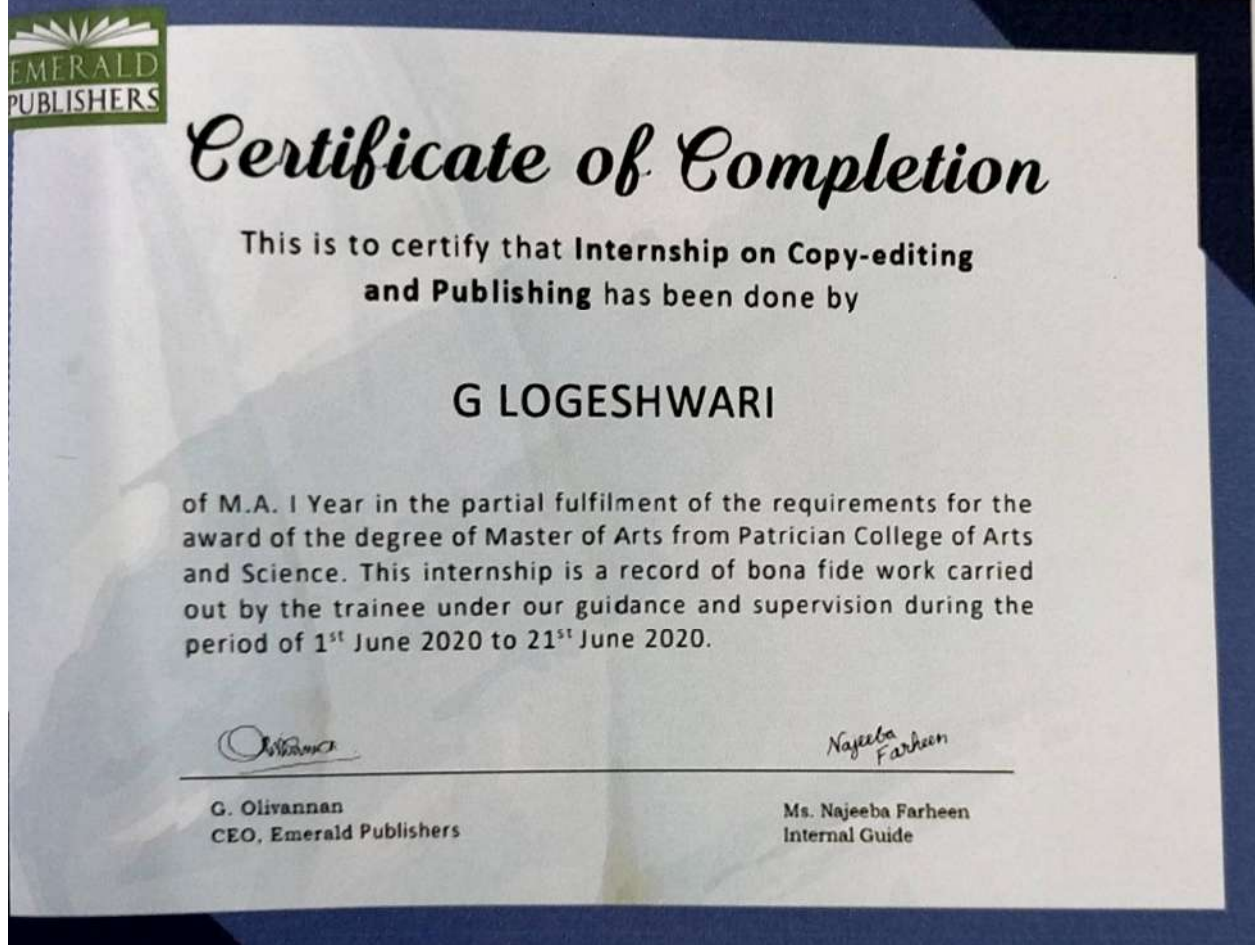 EMERALD
PUBLISHERS
Certificate of Completion
This is to certify that Internship on Copy-editing
and Publishing has been done by
G LOGESHWARI
of M.A. I Year in the partial fulfilment of the requirements for the
award of the degree of Master of Arts from Patrician College of Arts
and Science. This internship is a record of bona fide work carried
out by the trainee under our guidance and supervision during the
period of 1st June 2020 to 21st June 2020.
Najeeba
Farheen
G. Olivannan
CEO, Emerald Publishers
Ms. Najeeba Farheen
Internal Guide